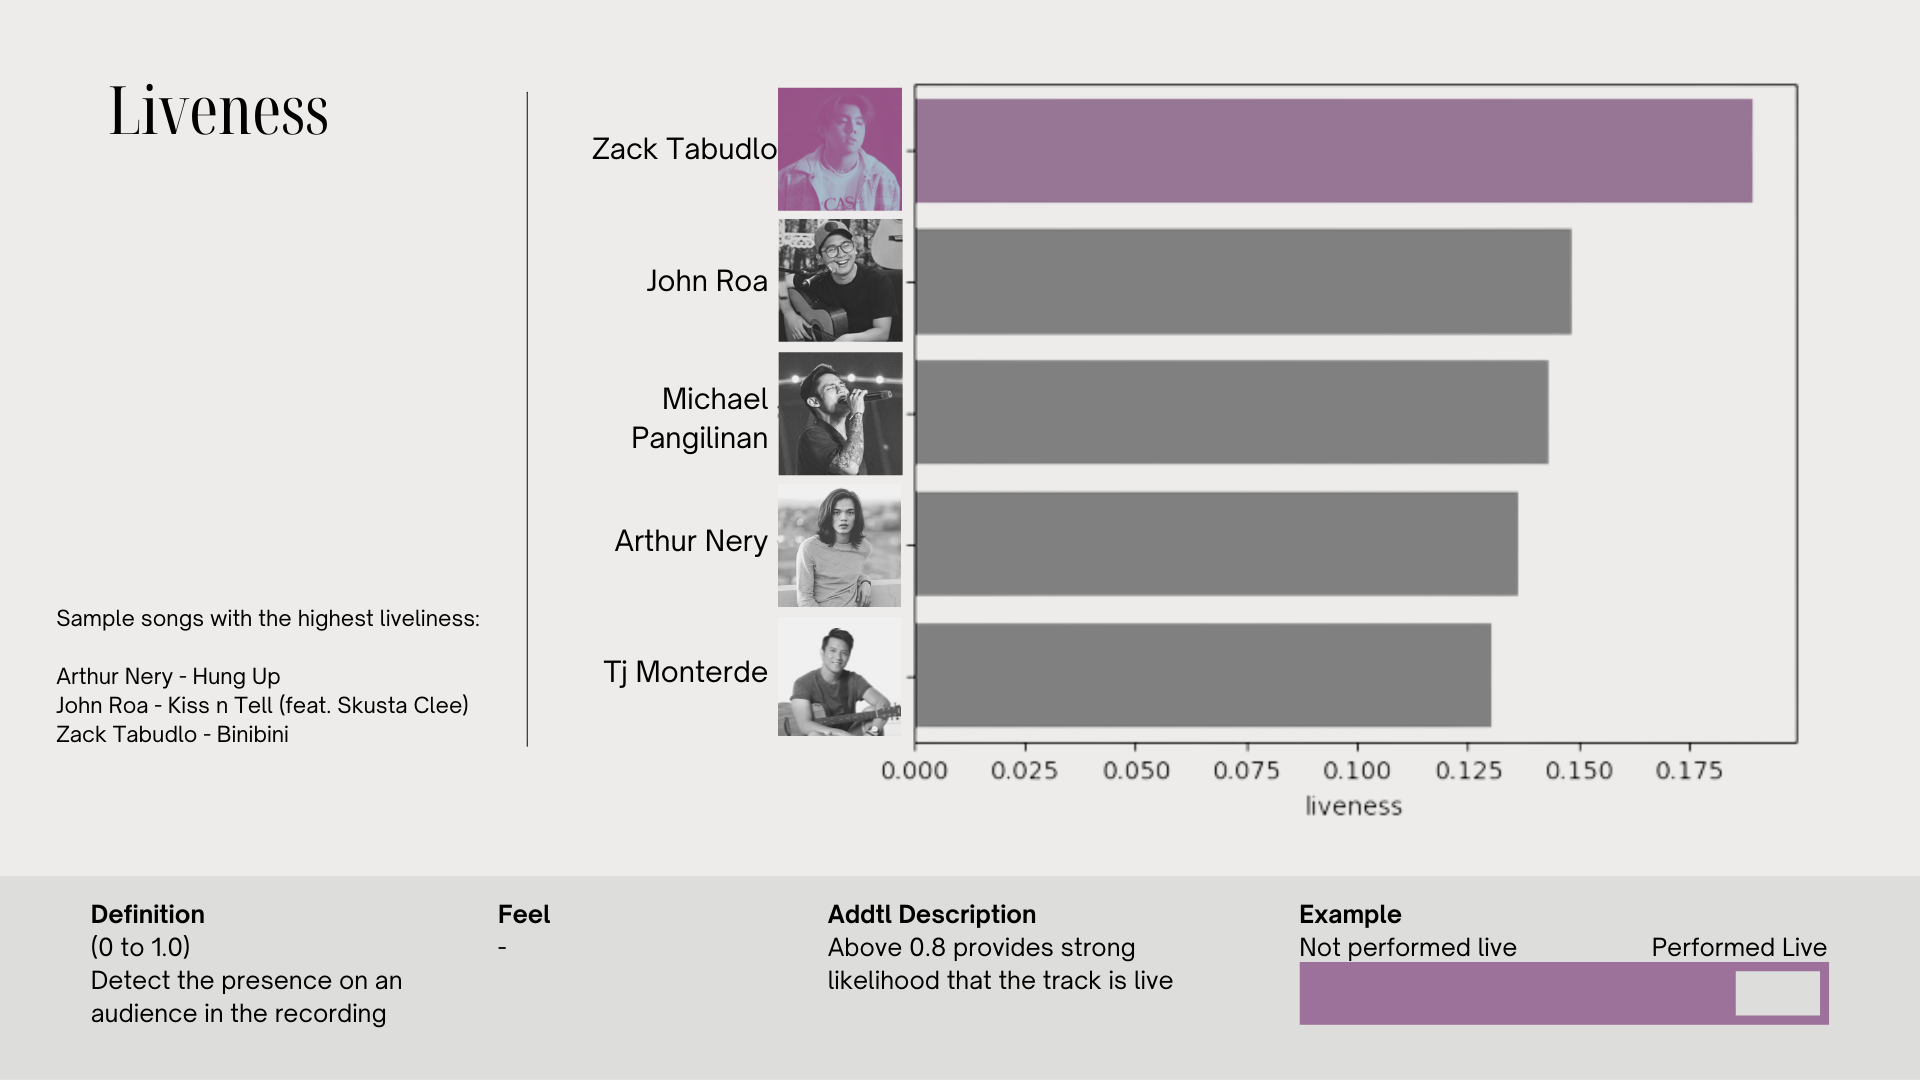 Liveness
Sample songs with the highest liveliness:
Arthur Nery - Hung Up
John Roa - Kiss n Tell (feat. Skusta Clee)
Zack Tabudlo - Binibini
Zack Tabudlo
CAS
John Roa
Michael
Pangilinan
Arthur Nery
Tj Monterde
0.000 0.025 0.050 0.075 0.100 0.125 0.150 0.175
liveness
Definition
(0 to 1.0)
Detect the presence on an
audience in the recording
Feel
-
Addtl Description
Above 0.8 provides strong
likelihood that the track is live
Example
Not performed live Performed Live